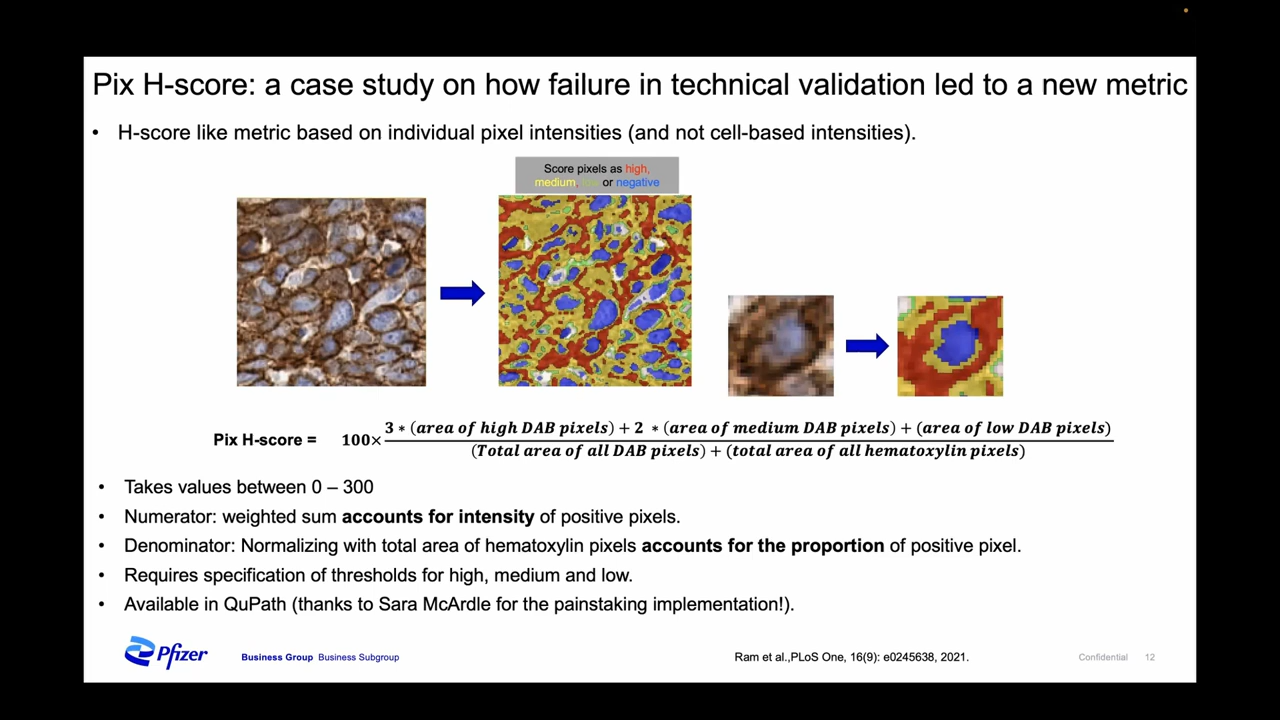 Pix H-score: a case study on how failure in technical validation led to a new metric
• H-score like metric based on individual pixel intensities (and not cell-based intensities).
Score pixels as high,
medium, low or negative
Pix H-score = 100× 3 * (area of high DAB pixels) + 2 * (area of medium DAB pixels) + (area of low DAB pixels)
(Total area of all DAB pixels) + (total area of all hematoxylin pixels)
• Takes values between 0 – 300
• Numerator: weighted sum accounts for intensity of positive pixels.
• Denominator: Normalizing with total area of hematoxylin pixels accounts for the proportion of positive pixel.
• Requires specification of thresholds for high, medium and low.
• Available in QuPath (thanks to Sara McArdle for the painstaking implementation!).
Pfizer Business Group Business Subgroup Ram et al.,PLoS One, 16(9): e0245638, 2021. Confidential 12